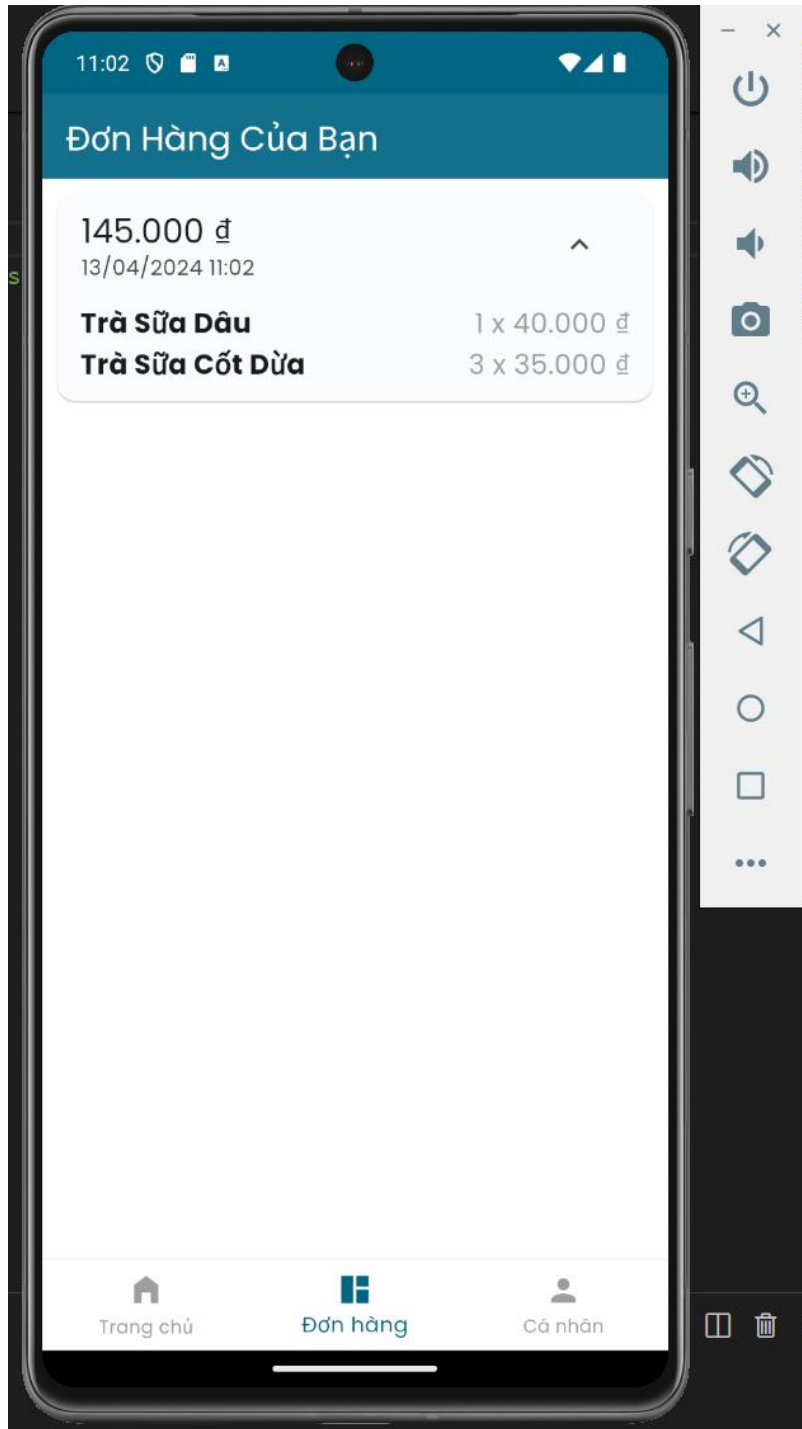 11:02
Đơn Hàng Của Bạn
145.000 ₫
13/04/2024 11:02
Trà Sữa Dâu 1 x 40.000 ₫
Trà Sữa Cốt Dừa 3 x 35.000 ₫
s
Trang chủ Đơn hàng Cá nhân